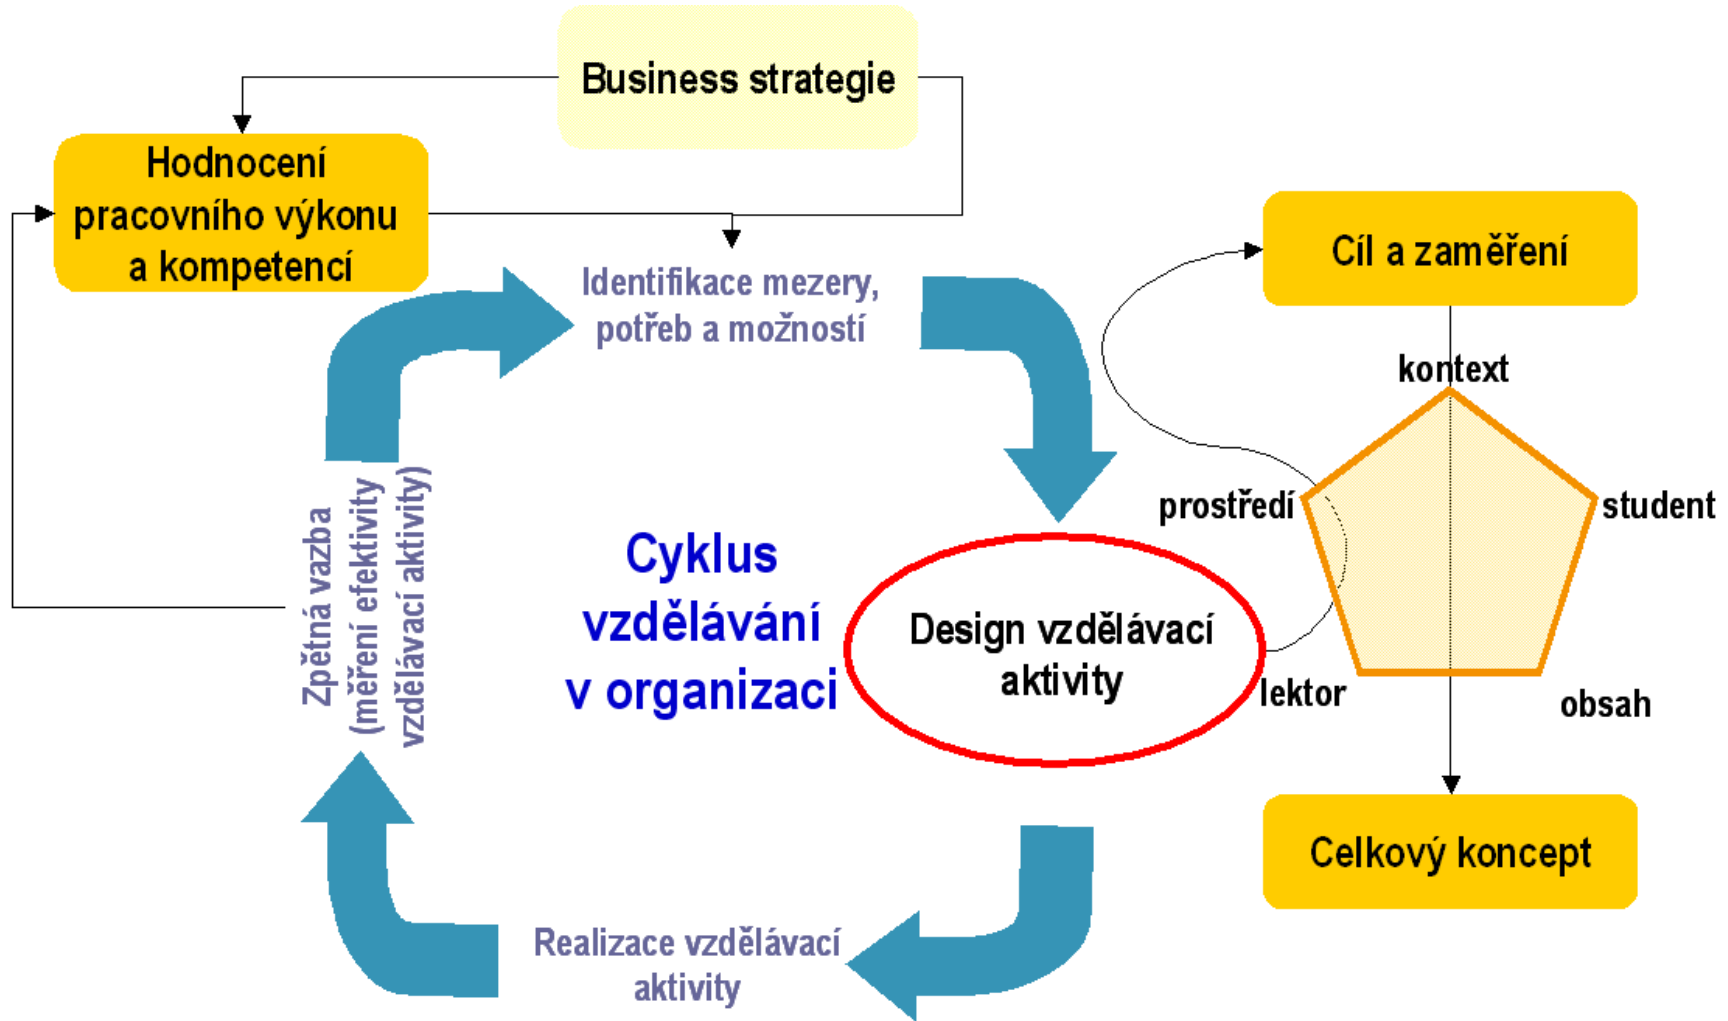 Business strategie
Hodnocení
pracovního výkonu
a kompetencí
Identifikace mezery,
potřeb a možností
Cíl a zaměření
kontext
prostředí
student
lektor
obsah
Celkový koncept
Cyklus
vzdělávání
v organizaci
Design vzdělávací
aktivity
Zpětná vazba
(měření efektivity
vzdělávací aktivity)
Realizace vzdělávací
aktivity